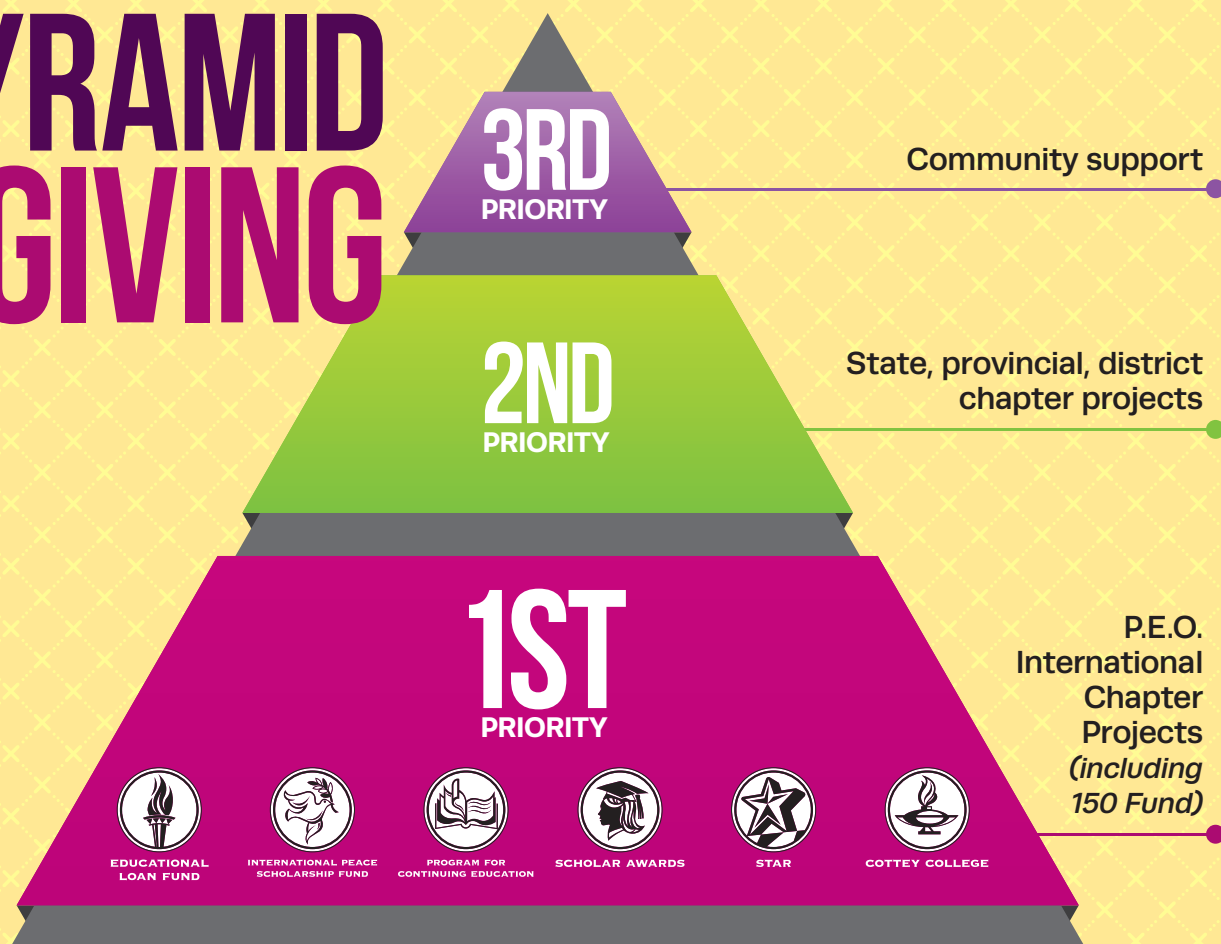 YRAMID
GIVING
3RD
PRIORITY
Community support
2ND
PRIORITY
State, provincial, district
chapter projects
1ST
PRIORITY
P.E.O.
International
Chapter
Projects
(including
150 Fund)
EDUCATIONAL
LOAN FUND
INTERNATIONAL PEACE
SCHOLARSHIP FUND
PROGRAM FOR
CONTINUING EDUCATION
SCHOLAR AWARDS
STAR
COTTEY COLLEGE